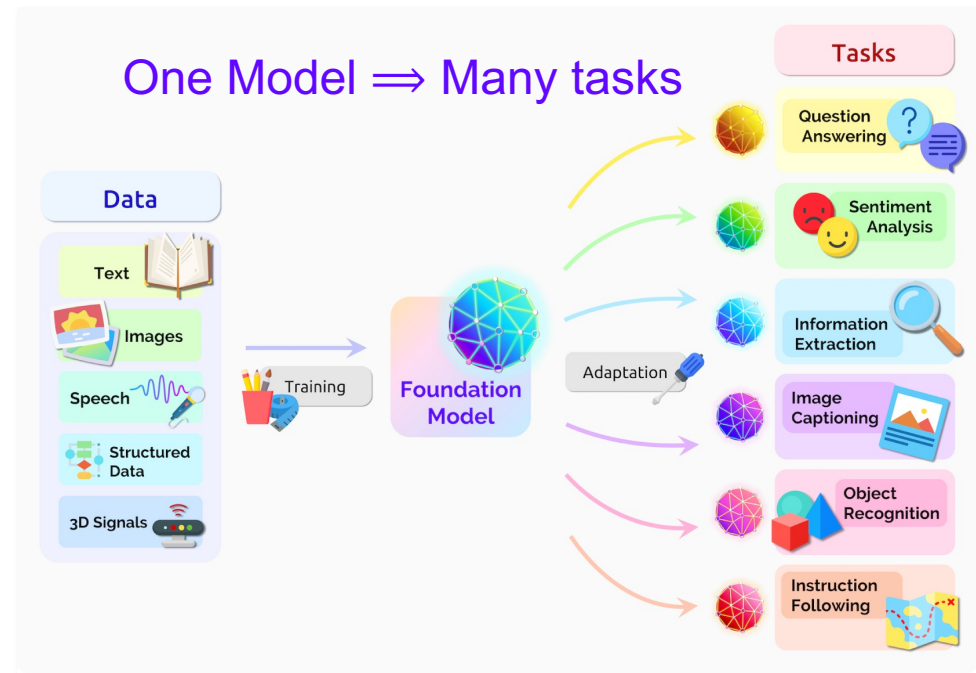 One Model ⟹ Many tasks
Data
Text
Images
Speech
Structured
Data
3D Signals
Training
Foundation
Model
Adaptation
Tasks
Question
Answering
?
Sentiment
Analysis
Information
Extraction
Image
Captioning
Object
Recognition
Instruction
Following